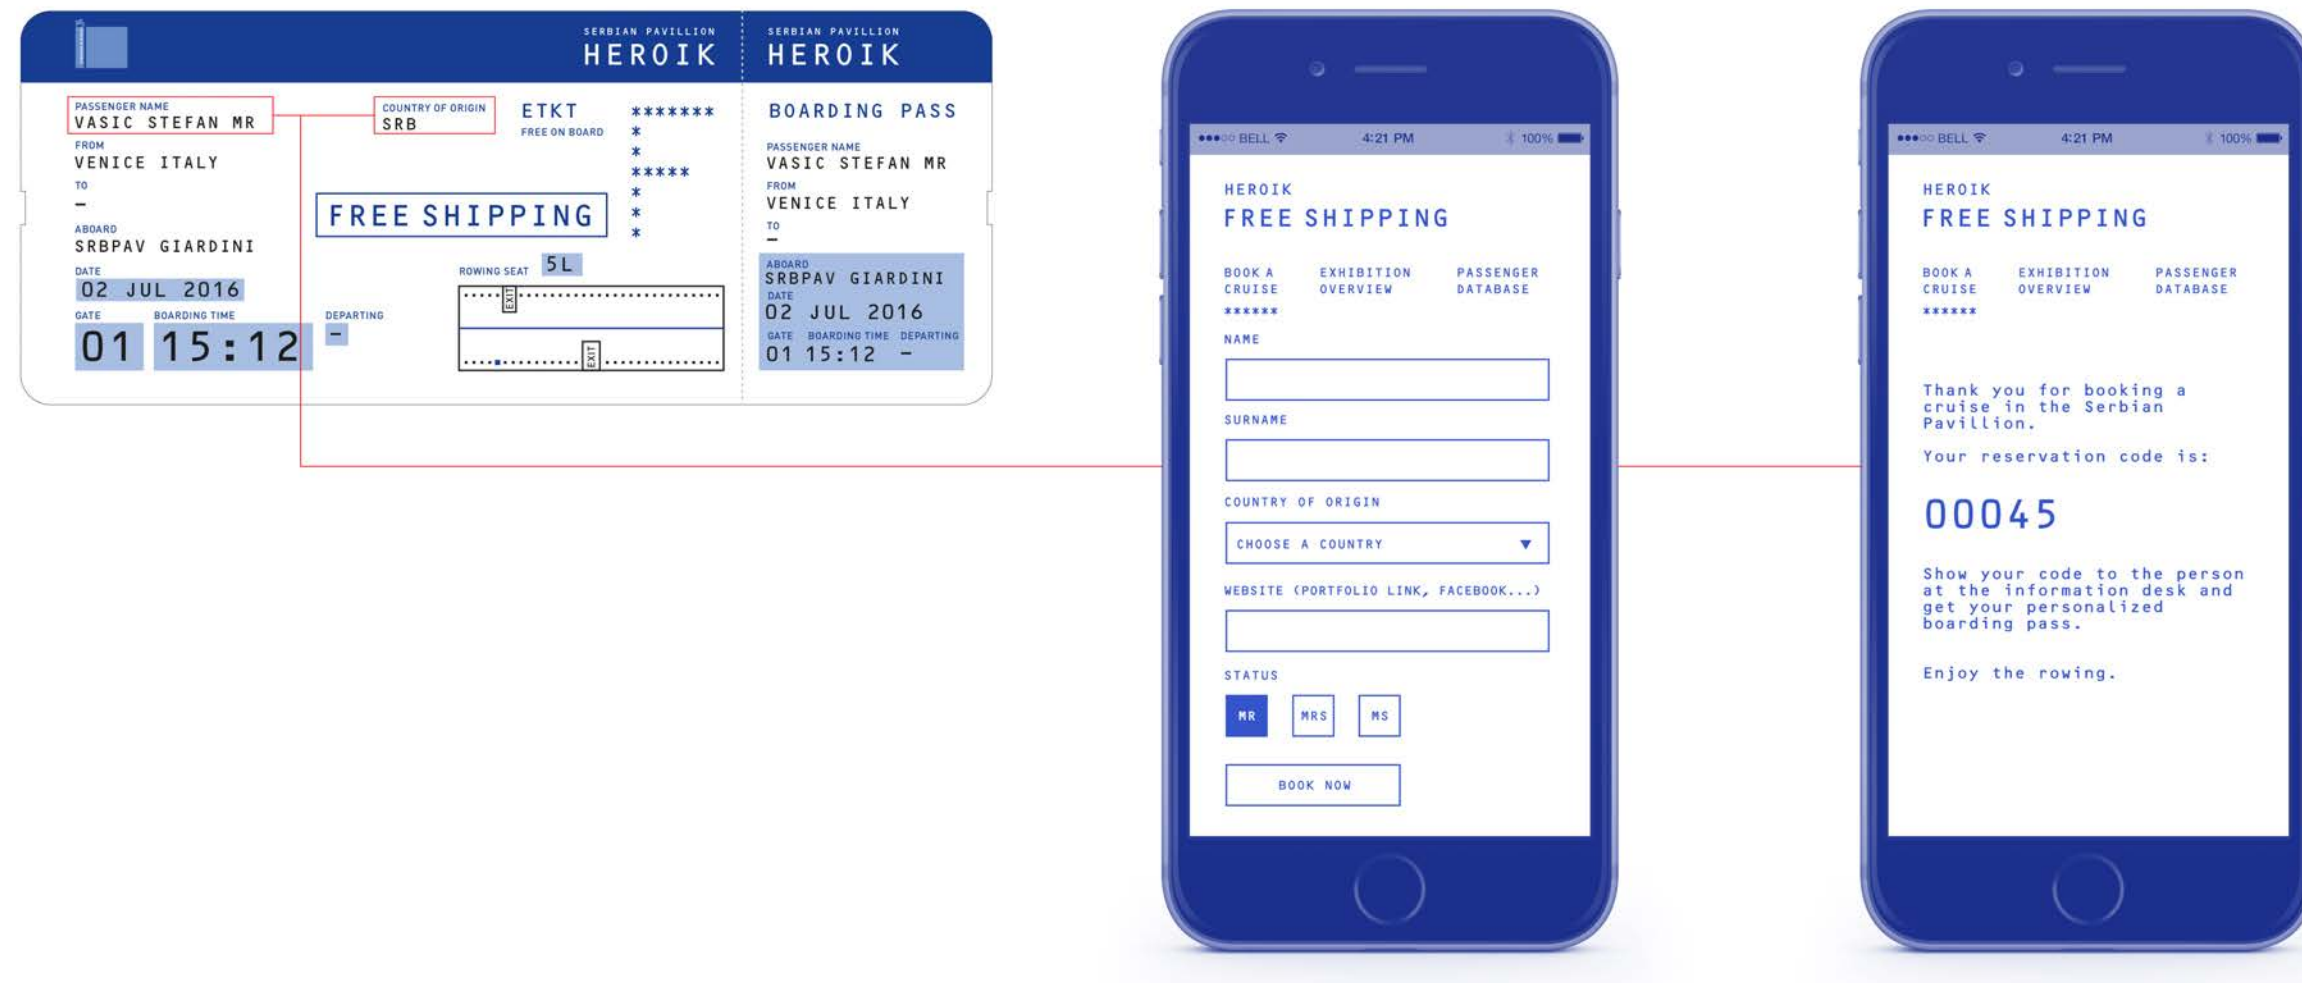 SERBIAN PAVILLION
HEROIK
SERBIAN PAVILLION
HEROIK
PASSENGER NAME
VASIC STEFAN MR
COUNTRY OF ORIGIN
SRB
ETKT
FREE ON BOARD
*******
*
*
*****
*
*
*
FROM
VENICE ITALY
TO
–
ABOARD
SRBPAV GIARDINI
FREE SHIPPING
DATE
02 JUL 2016
GATE
01
BOARDING TIME
15:12
DEPARTING
–
ROWING SEAT 5L
EXIT
EXIT
BOARDING PASS
PASSENGER NAME
VASIC STEFAN MR
FROM
VENICE ITALY
TO
–
ABOARD
SRBPAV GIARDINI
DATE
02 JUL 2016
GATE BOARDING TIME DEPARTING
01 15:12 –
BELL 4:21 PM 100%
HEROIK
FREE SHIPPING
BOOK A
CRUISE
******
EXHIBITION
OVERVIEW
PASSENGER
DATABASE
NAME
SURNAME
COUNTRY OF ORIGIN
CHOOSE A COUNTRY
WEBSITE (PORTFOLIO LINK, FACEBOOK...)
STATUS
MR MRS MS
BOOK NOW
BELL 4:21 PM 100%
HEROIK
FREE SHIPPING
BOOK A
CRUISE
******
EXHIBITION
OVERVIEW
PASSENGER
DATABASE
Thank you for booking a
cruise in the Serbian
Pavillion.
Your reservation code is:
00045
Show your code to the person
at the information desk and
get your personalized
boarding pass.
Enjoy the rowing.